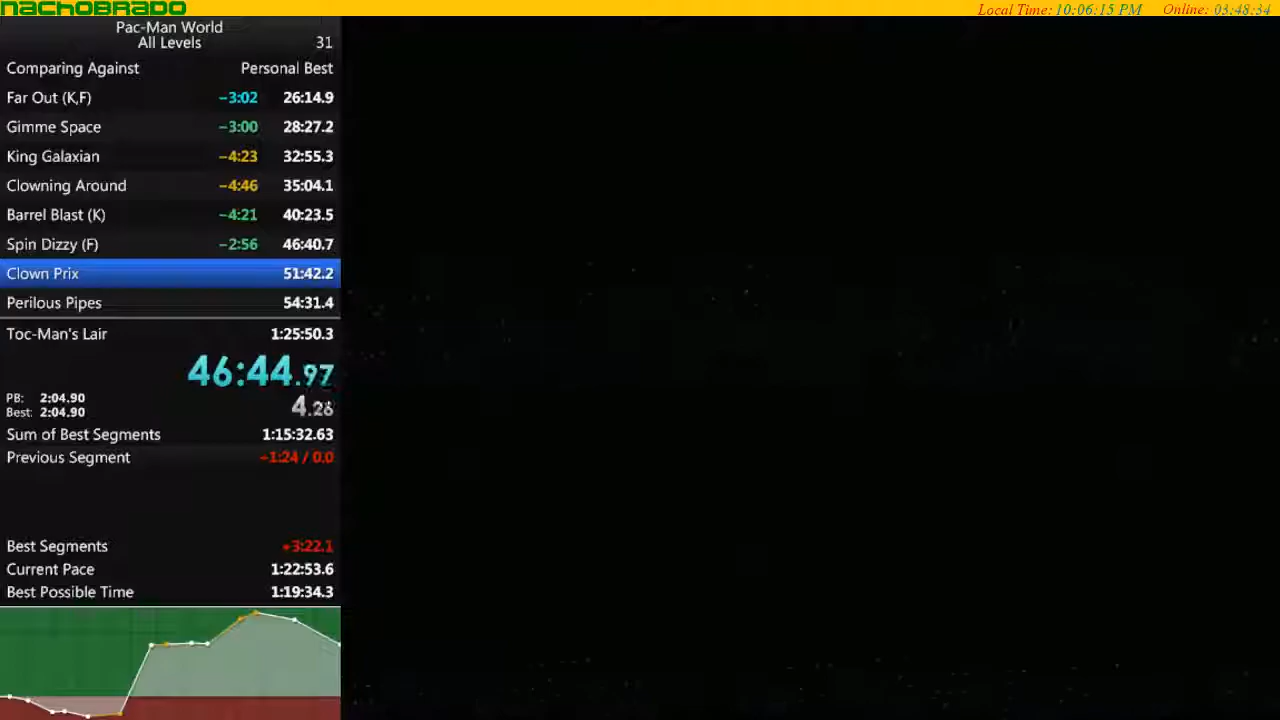 NACHOBRADO
Local Time: 10:06:15 PM Online: 03:48:34
Pac-Man World
All Levels 31
Comparing Against Personal Best
Far Out (K,F) −3:02 26:14.9
Gimme Space −3:00 28:27.2
King Galaxian −4:23 32:55.3
Clowning Around −4:46 35:04.1
Barrel Blast (K) −4:21 40:23.5
Spin Dizzy (F) −2:56 46:40.7
Clown Prix 51:42.2
Perilous Pipes 54:31.4
Toc-Man's Lair 1:25:50.3
46:44.97
PB: 2:04.90
Best: 2:04.90
4.26
Sum of Best Segments 1:15:32.63
Previous Segment −1:24 / 0.0
Best Segments +3:22.1
Current Pace 1:22:53.6
Best Possible Time 1:19:34.3